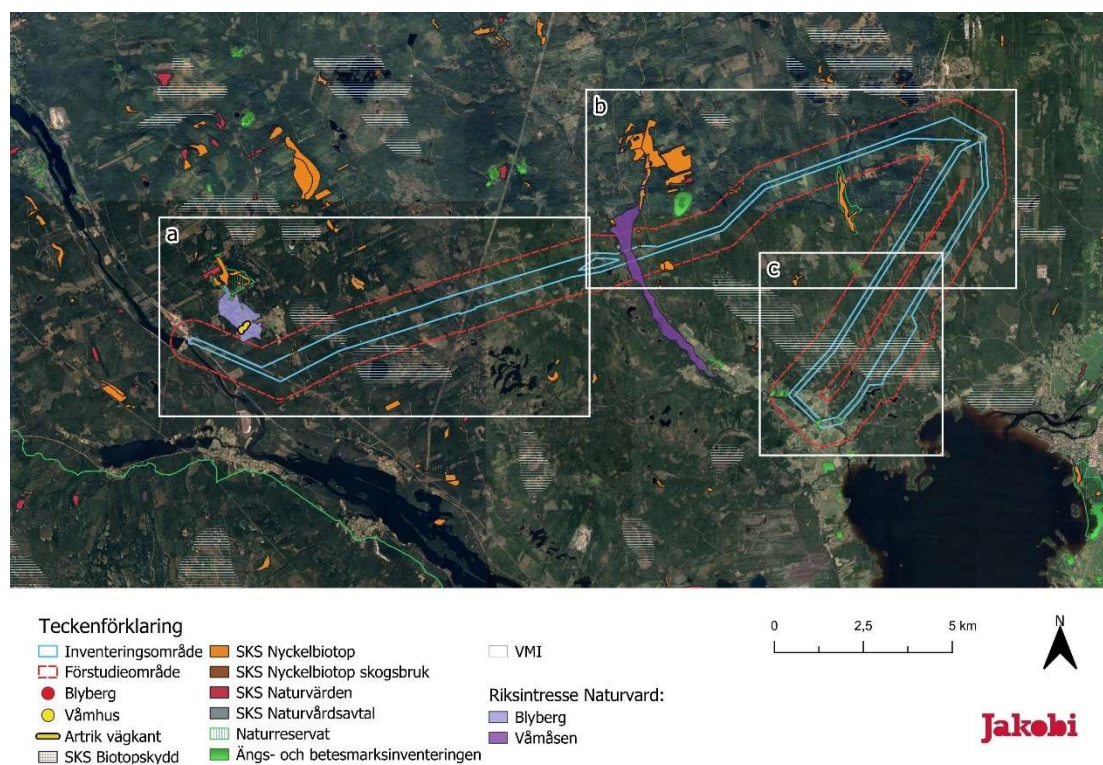 b
a
c
Teckenförklaring
Inventeringsområde
Förstudieområde
Blyberg
Våmhus
Artrik vägkant
SKS Biotopskydd
SKS Nyckelbiotop
SKS Nyckelbiotop skogsbruk
SKS Naturvärden
SKS Naturvårdsavtal
Naturreservat
Ängs- och betesmarksinventeringen
VMI
Riksintresse Naturvard:
Blyberg
Våmåsen
0 2,5 5 km
N
Jakobi